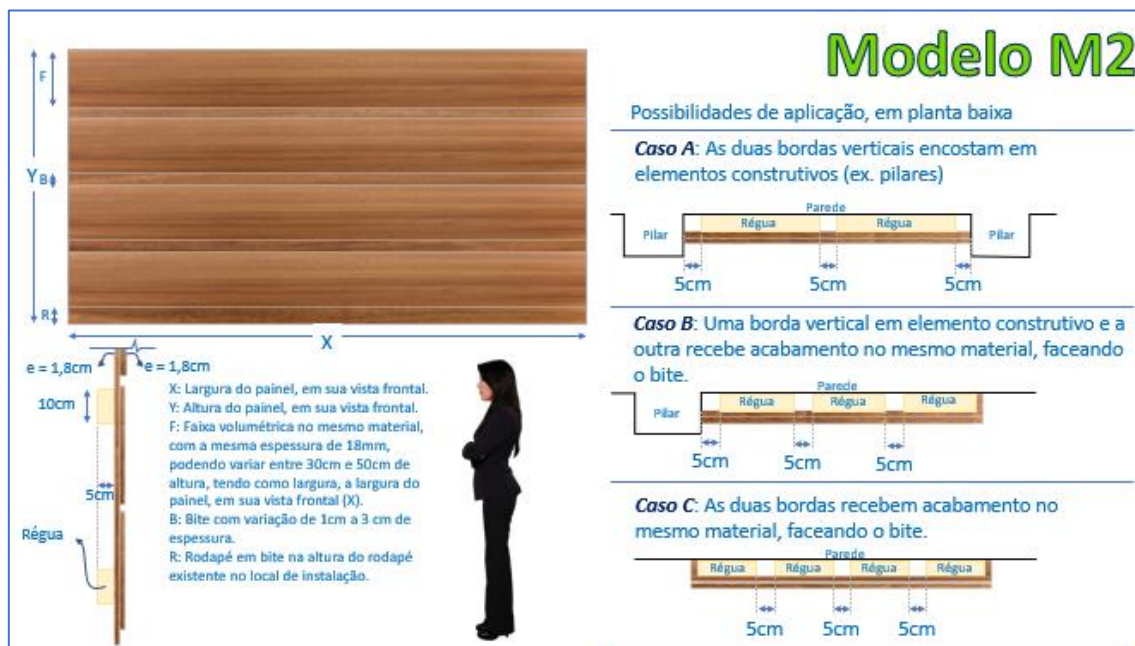 Modelo M2
F
Y
B
R
X
e = 1,8cm
e = 1,8cm
10cm
5cm
Régua
X: Largura do painel, em sua vista frontal.
Y: Altura do painel, em sua vista frontal.
F: Faixa volumétrica no mesmo material,
com a mesma espessura de 18mm,
podendo variar entre 30cm e 50cm de
altura, tendo como largura, a largura do
painel, em sua vista frontal (X).
B: Bite com variação de 1cm a 3 cm de
espessura.
R: Rodapé em bite na altura do rodapé
existente no local de instalação.
Possibilidades de aplicação, em planta baixa
Caso A: As duas bordas verticais encostam em
elementos construtivos (ex. pilares)
Parede
Pilar
Régua
Régua
Pilar
5cm
5cm
5cm
Caso B: Uma borda vertical em elemento construtivo e a
outra recebe acabamento no mesmo material, faceando
o bite.
Parede
Pilar
Régua
Régua
Régua
5cm
5cm
5cm
Caso C: As duas bordas recebem acabamento no
mesmo material, faceando o bite.
Parede
Régua
Régua
Régua
Régua
5cm
5cm
5cm